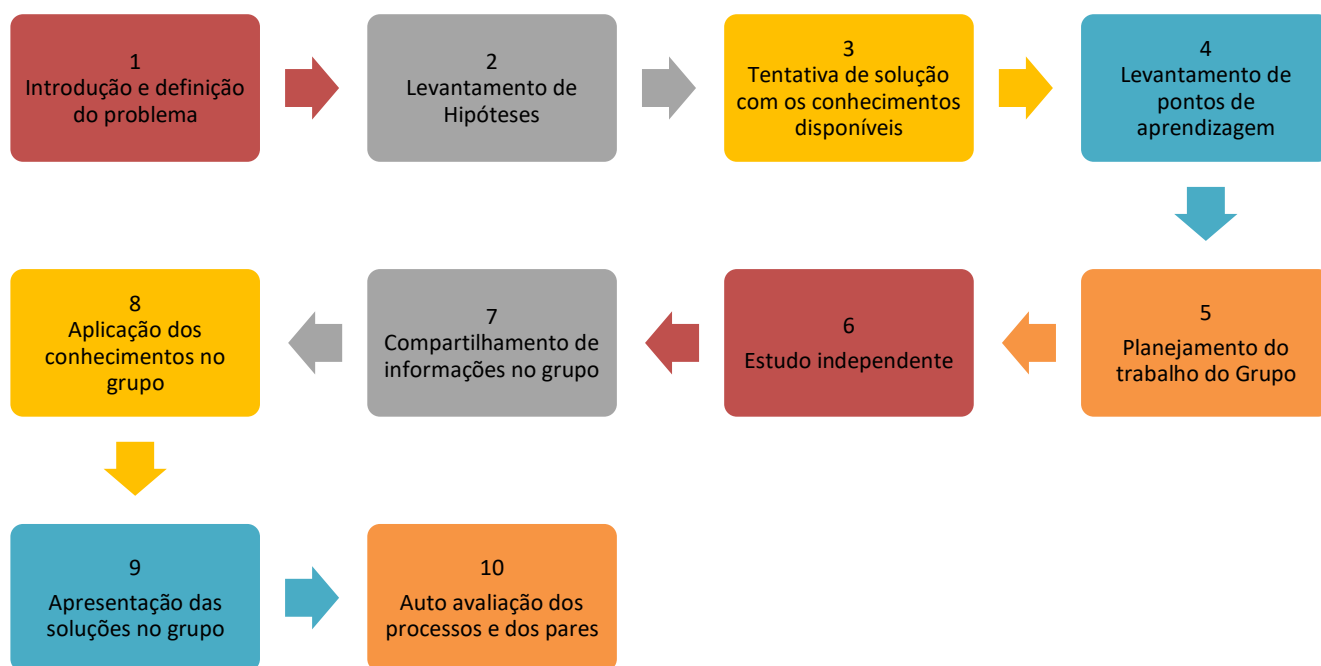 1
Introdução e definição
do problema
2
Levantamento de
Hipóteses
3
Tentativa de solução
com os conhecimentos
disponíveis
4
Levantamento de
pontos de
aprendizagem
5
Planejamento do
trabalho do Grupo
6
Estudo independente
7
Compartilhamento de
informações no grupo
8
Aplicação dos
conhecimentos no
grupo
9
Apresentação das
soluções no grupo
10
Auto avaliação dos
processos e dos pares